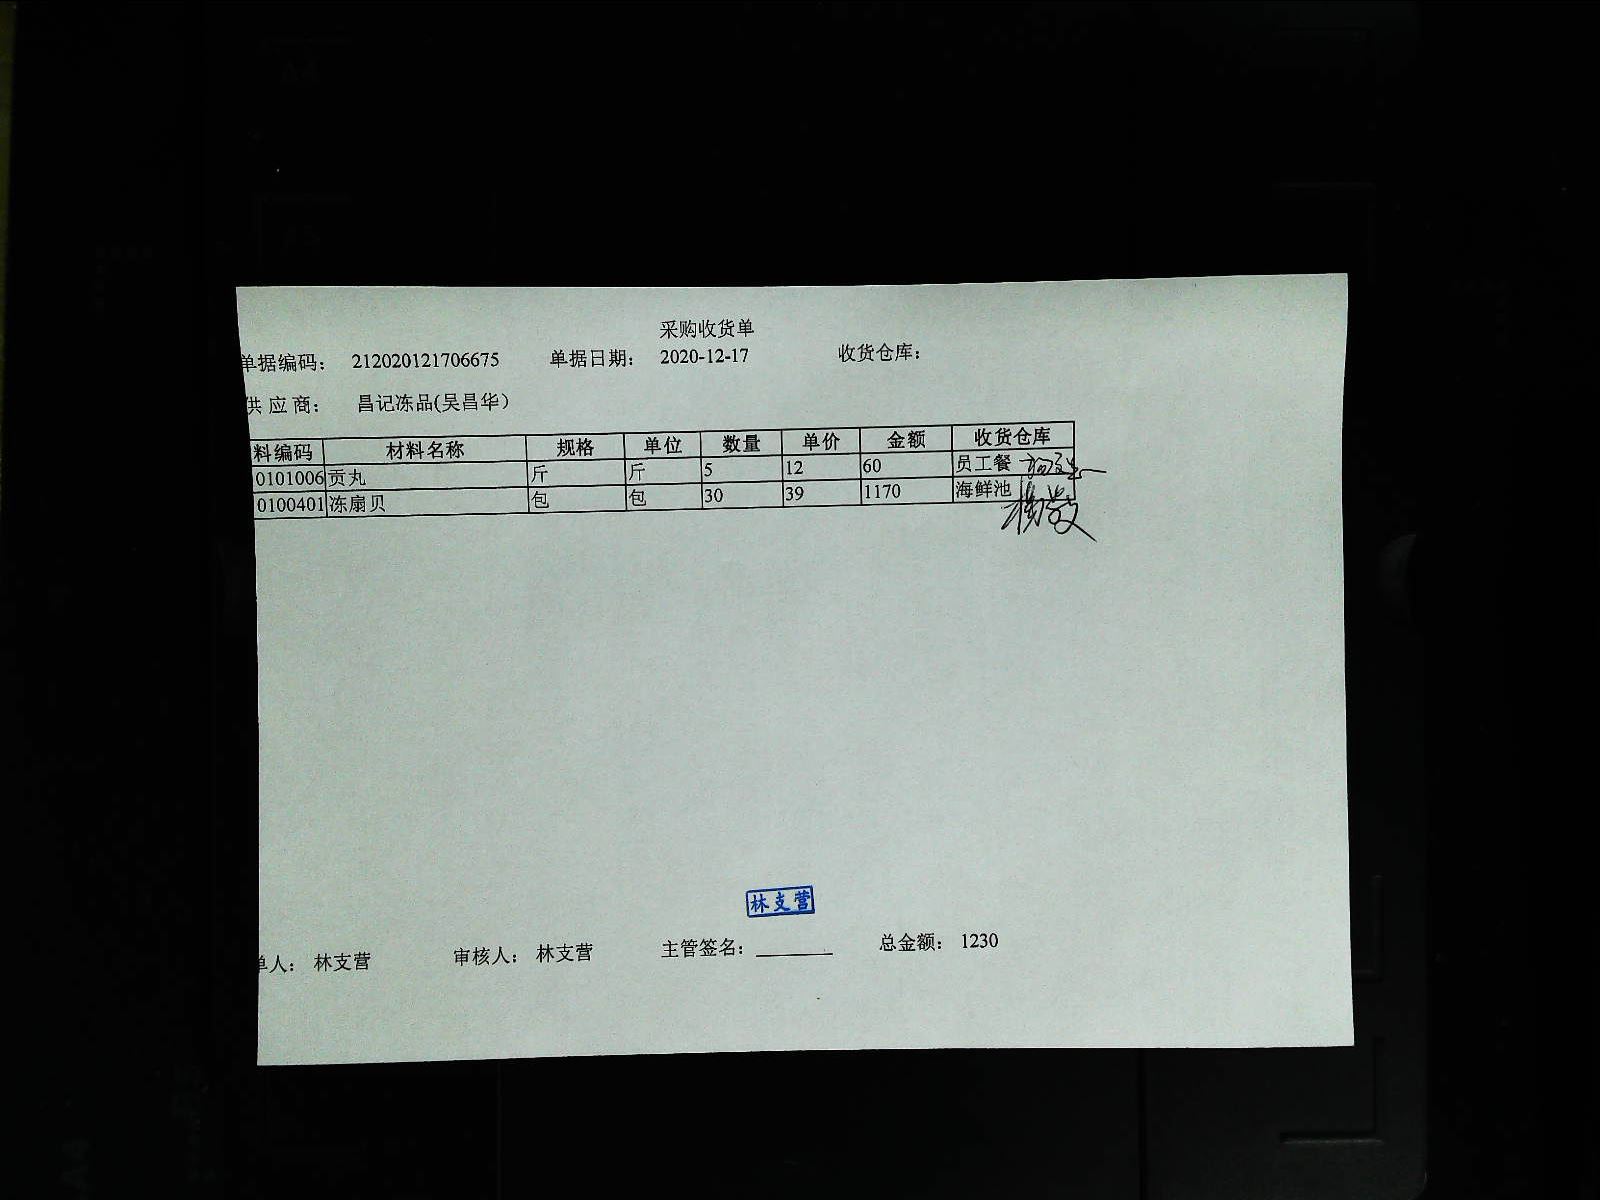 采购收货单
单据编码： 212020121706675 单据日期： 2020-12-17 收货仓库：
供 应 商： 昌记冻品(吴昌华）
料编码 材料名称 规格 单位 数量 单价 金额 收货仓库
0101006 贡丸 斤 斤 5 12 60 员工餐
0100401 冻扇贝 包 包 30 39 1170 海鲜池
林支营
单人： 林支营 审核人： 林支营 主管签名： 总金额： 1230